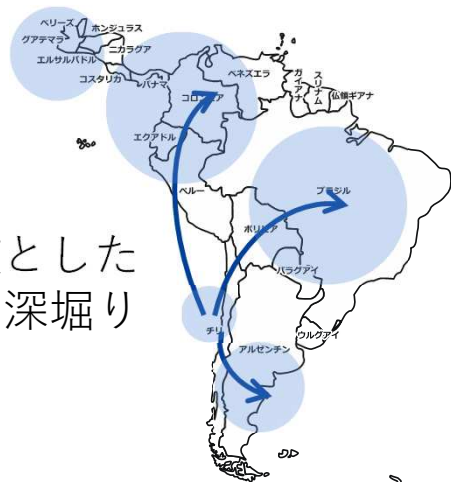 ベリーズ
ホンジュラス
グアテマラ
ニカラグア
エルサルバドル
コスタリカ
パナマ
ベネズエラ
ガイアナ
スリナム
仏領ギアナ
コロンビア
エクアドル
ペルー
ブラジル
ボリビア
パラグアイ
とした
深堀り
チリ
ウルグアイ
アルゼンチン